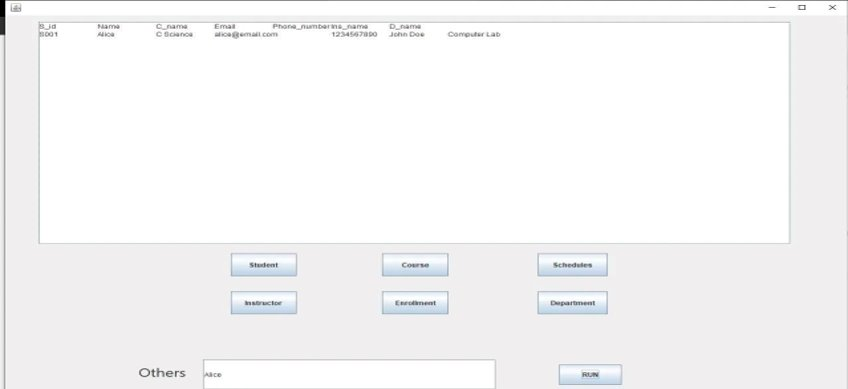 S_id Name C_name Email Phone_number Ins_name D_name
S001 Alice C Science alice@email.com 1234567890 John Doe Computer Lab
Student Course Schedules
Instructor Enrollment Department
Others Alice RUN